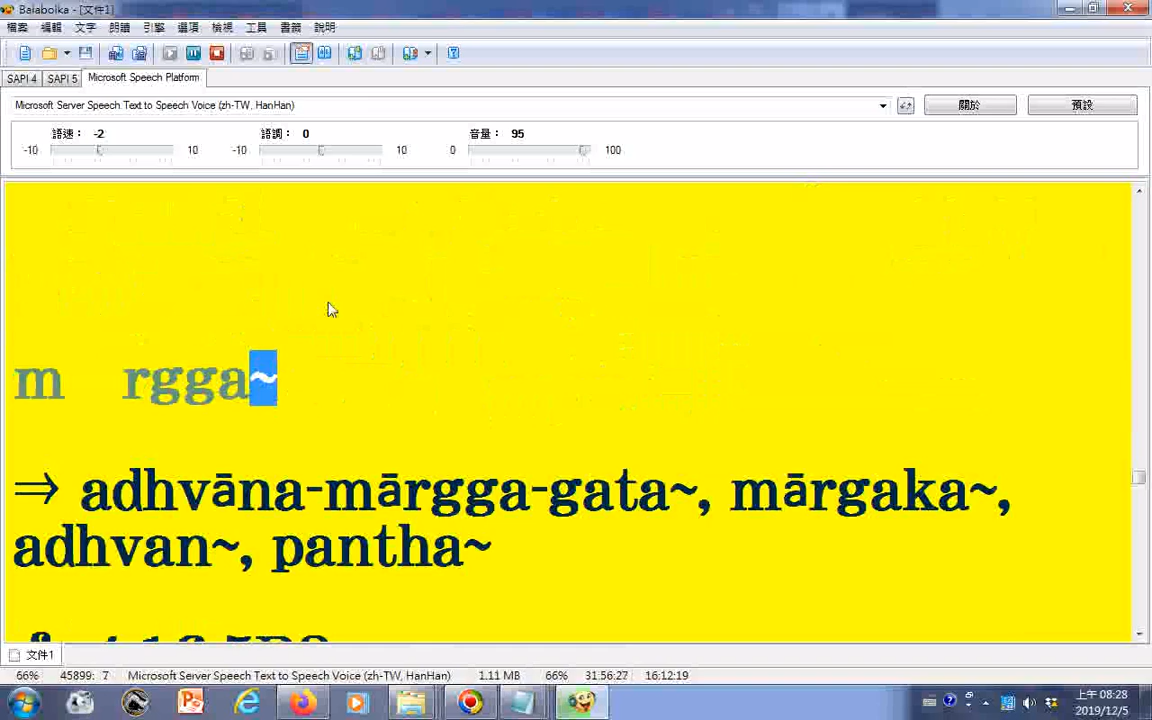 Balabolka - [文件1]
檔案 編輯 文字 朗讀 引擎 選項 檢視 工具 書籤 說明
SAPI 4 SAPI 5 Microsoft Speech Platform
Microsoft Server Speech Text to Speech Voice (zh-TW, HanHan) 關於 預設
語速： -2 語調： 0 音量： 95
-10 10 -10 10 0 100
m rgga~
⇒ adhvāna-mārgga-gata~, mārgaka~,
adhvan~, pantha~
文件1
66% 45899: 7 Microsoft Server Speech Text to Speech Voice (zh-TW, HanHan) 1.11 MB 66% 31:56:27 16:12:19
上午 08:28
2019/12/5